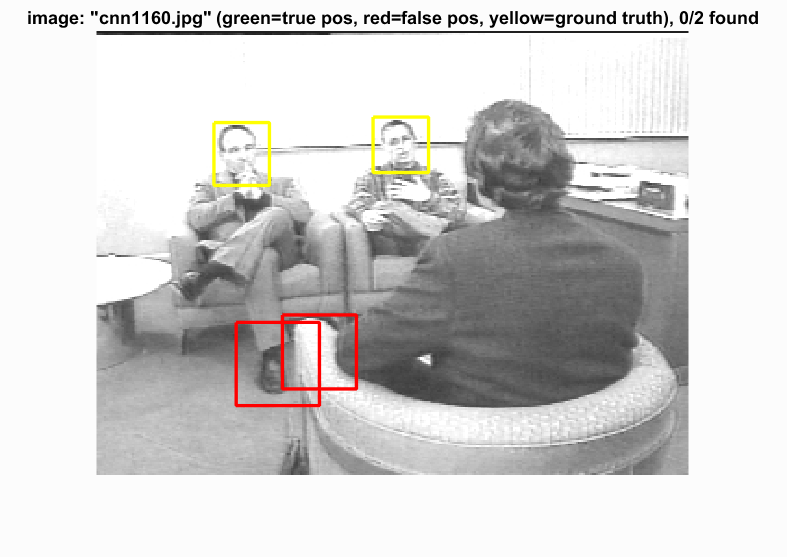 image: "cnn1160.jpg" (green=true pos, red=false pos, yellow=ground truth), 0/2 found